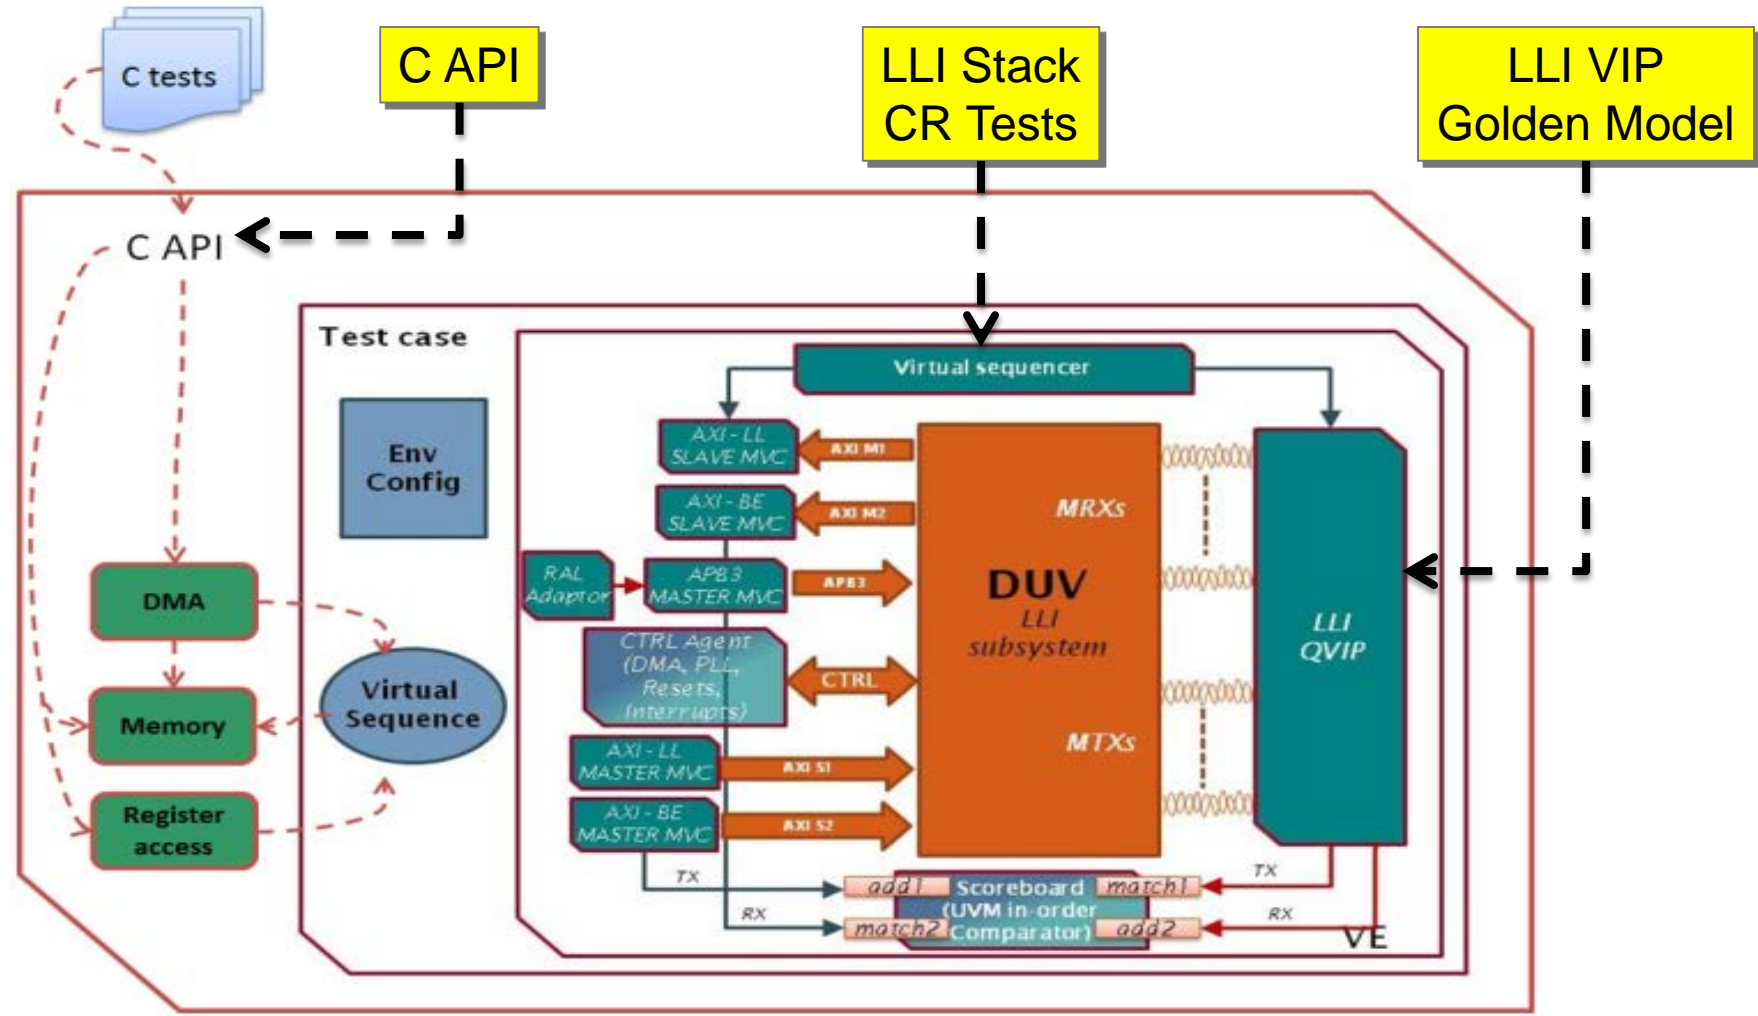 C tests
C API
LLI Stack
CR Tests
LLI VIP
Golden Model
C API
Test case
Virtual sequencer
Env
Config
AXI - LL
SLAVE MVC
AXI M1
AXI - BE
SLAVE MVC
AXI M2
MRXs
RAL
Adaptor
APB3
MASTER MVC
APB3
DUV
LLI
subsystem
LLI
QVIP
DMA
CTRL Agent
(DMA, PLL,
Resets,
Interrupts)
CTRL
Virtual
Sequence
Memory
MTXs
AXI - LL
MASTER MVC
AXI S1
Register
access
AXI - BE
MASTER MVC
AXI S2
TX
add1
Scoreboard
(UVM in-order
Comparator)
match1
TX
RX
match2
add2
RX
VE